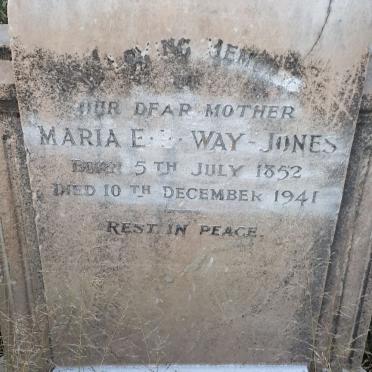 OUR DEAR MOTHER
MARIA E. WAY-JONES
BORN 5TH JULY 1852
DIED 10TH DECEMBER 1941
REST IN PEACE.